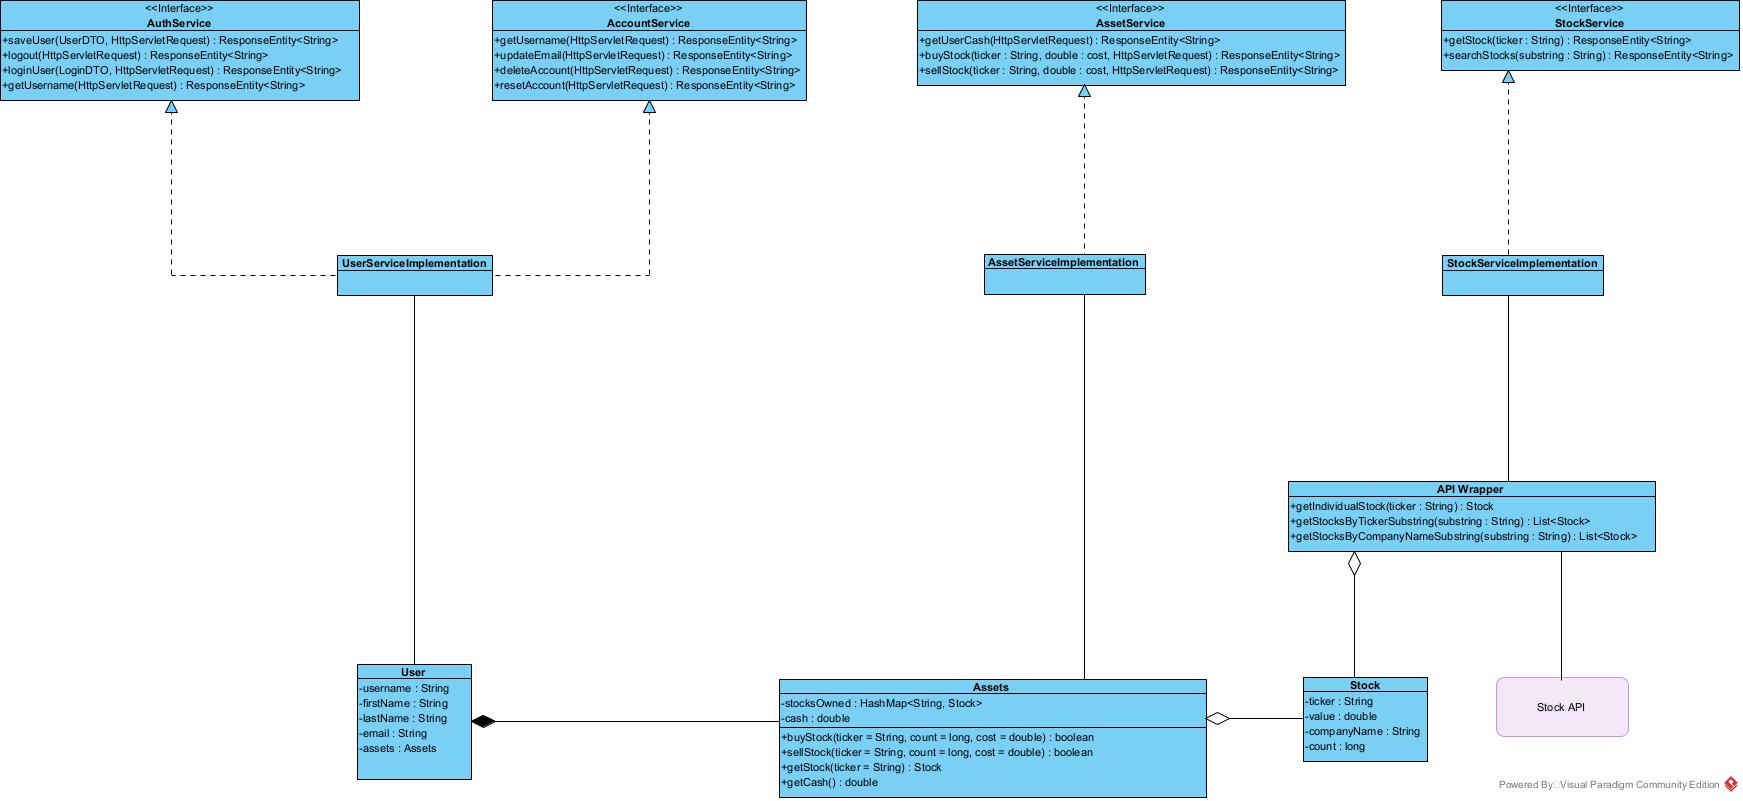 <<Interface>>
AuthService
+saveUser(UserDTO, HttpServletRequest) : ResponseEntity<String>
+logout(HttpServletRequest) : ResponseEntity<String>
+loginUser(LoginDTO, HttpServletRequest) : ResponseEntity<String>
+getUsername(HttpServletRequest) : ResponseEntity<String>
<<Interface>>
AccountService
+getUsername(HttpServletRequest) : ResponseEntity<String>
+updateEmail(HttpServletRequest) : ResponseEntity<String>
+deleteAccount(HttpServletRequest) : ResponseEntity<String>
+resetAccount(HttpServletRequest) : ResponseEntity<String>
<<Interface>>
AssetService
+getUserCash(HttpServletRequest) : ResponseEntity<String>
+buyStock(ticker : String, double : cost, HttpServletRequest) : ResponseEntity<String>
+sellStock(ticker : String, double : cost, HttpServletRequest) : ResponseEntity<String>
<<Interface>>
StockService
+getStock(ticker : String) : ResponseEntity<String>
+searchStocks(substring : String) : ResponseEntity<String>
UserServiceImplementation
AssetServiceImplementation
StockServiceImplementation
API Wrapper
+getIndividualStock(ticker : String) : Stock
+getStocksByTickerSubstring(substring : String) : List<Stock>
+getStocksByCompanyNameSubstring(substring : String) : List<Stock>
User
-username : String
-firstName : String
-lastName : String
-email : String
-assets : Assets
Assets
-stocksOwned : HashMap<String, Stock>
-cash : double
+buyStock(ticker = String, count = long, cost = double) : boolean
+sellStock(ticker = String, count = long, cost = double) : boolean
+getStock(ticker = String) : Stock
+getCash() : double
Stock
-ticker : String
-value : double
-companyName : String
-count : long
Stock API
Powered By Visual Paradigm Community Edition